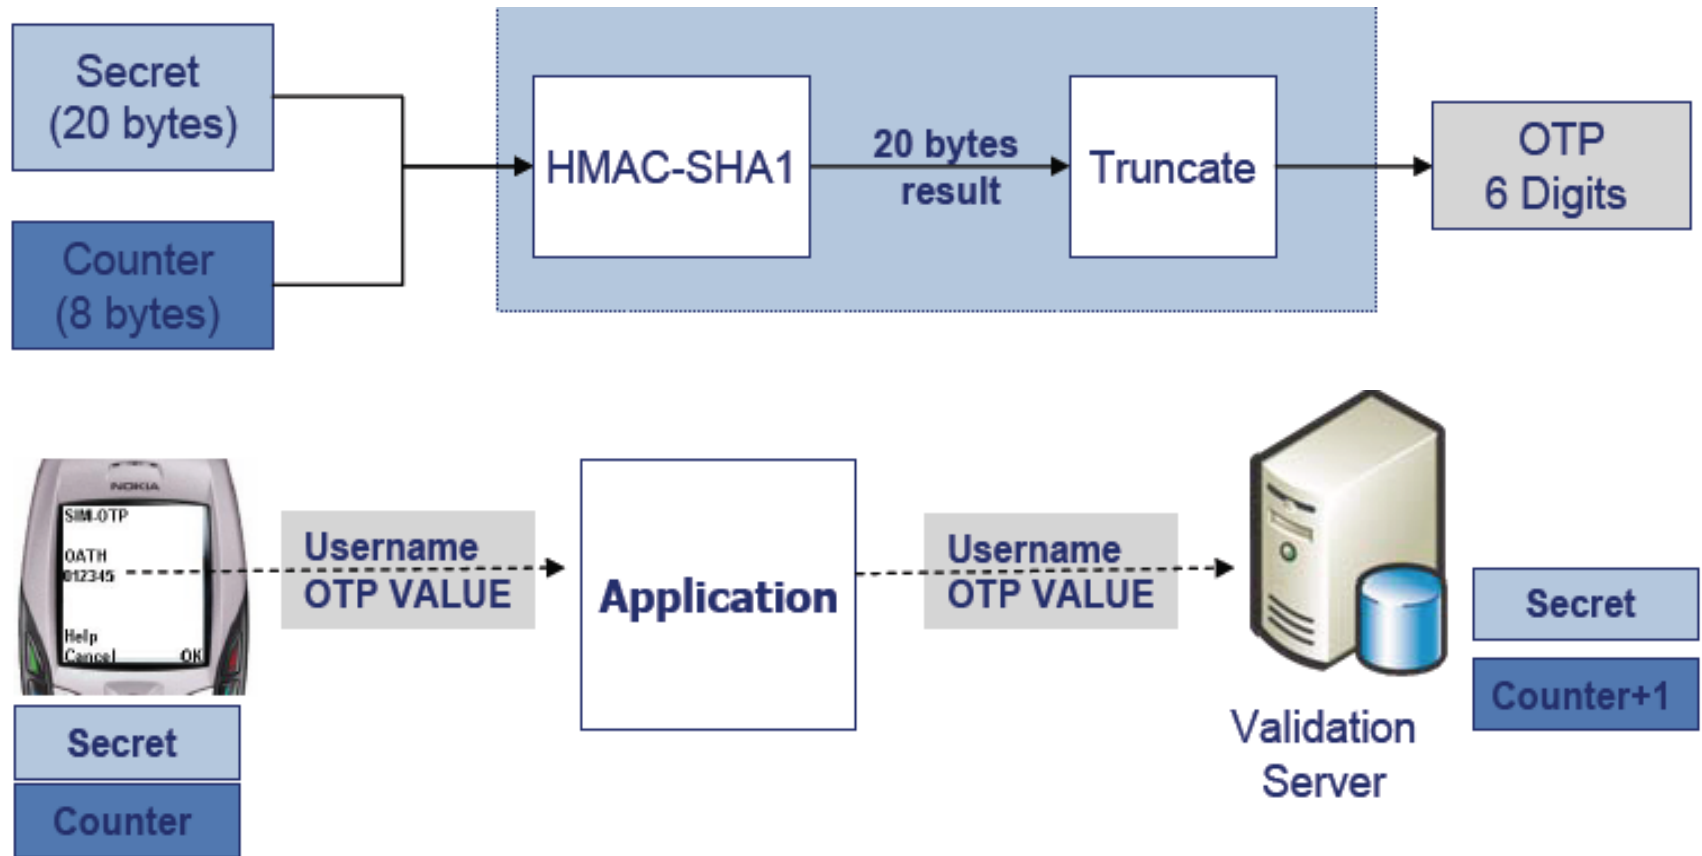 Secret
(20 bytes)
HMAC-SHA1
20 bytes
result
Truncate
OTP
6 Digits
Counter
(8 bytes)
NOKIA
SIM-OTP
OATH
012345
Help
Cancel OK
Username
OTP VALUE
Application
Username
OTP VALUE
Secret
Counter+1
Validation
Server
Secret
Counter